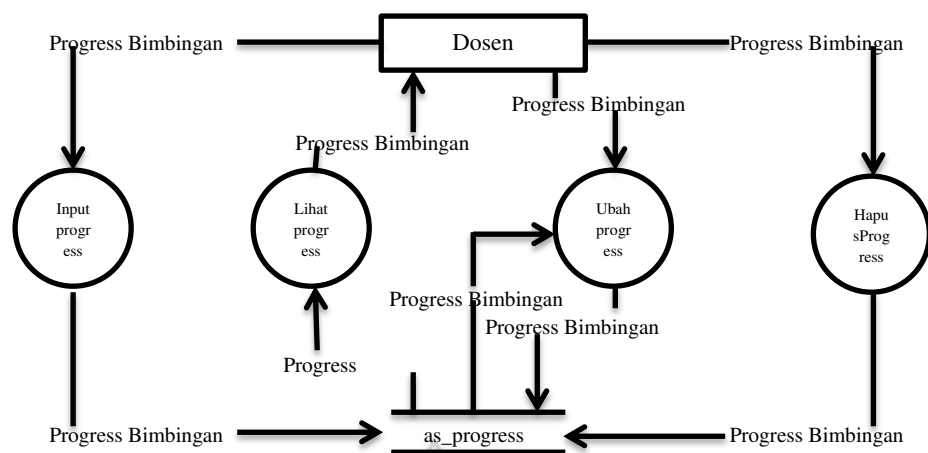 Progress Bimbingan
Dosen
Progress Bimbingan
Progress Bimbingan
Progress Bimbingan
Input
progr
ess
Lihat
progr
ess
Ubah
progr
ess
Hapu
sProg
ress
Progress Bimbingan
Progress Bimbingan
Progress
Progress Bimbingan
as_progress
Progress Bimbingan